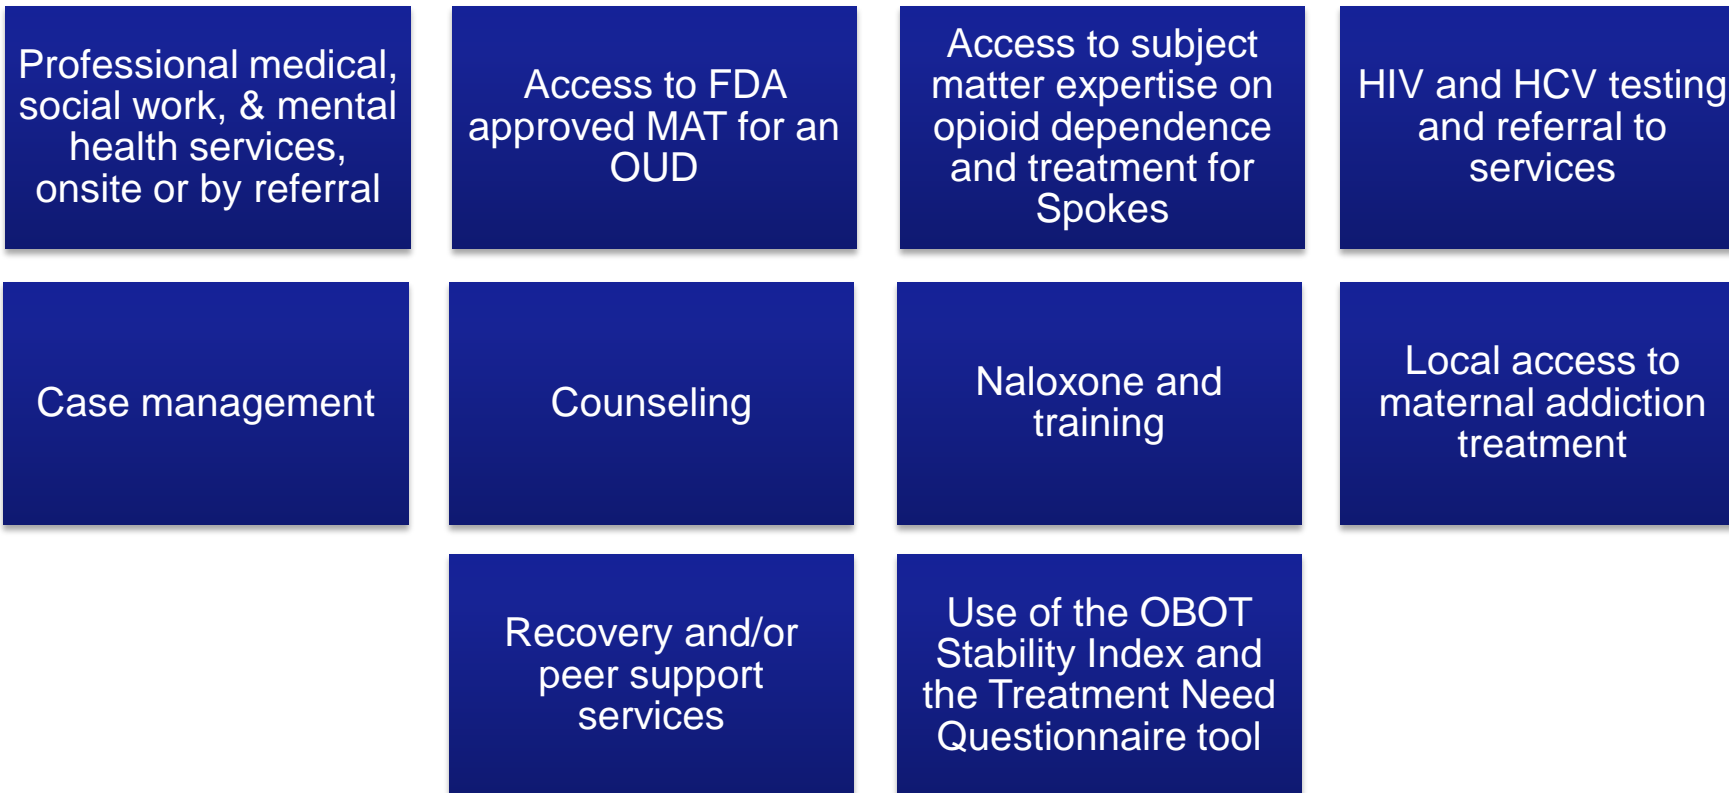 Professional medical,
social work, & mental
health services,
onsite or by referral
Access to FDA
approved MAT for an
OUD
Access to subject
matter expertise on
opioid dependence
and treatment for
Spokes
HIV and HCV testing
and referral to
services
Case management
Counseling
Naloxone and
training
Local access to
maternal addiction
treatment
Recovery and/or
peer support
services
Use of the OBOT
Stability Index and
the Treatment Need
Questionnaire tool